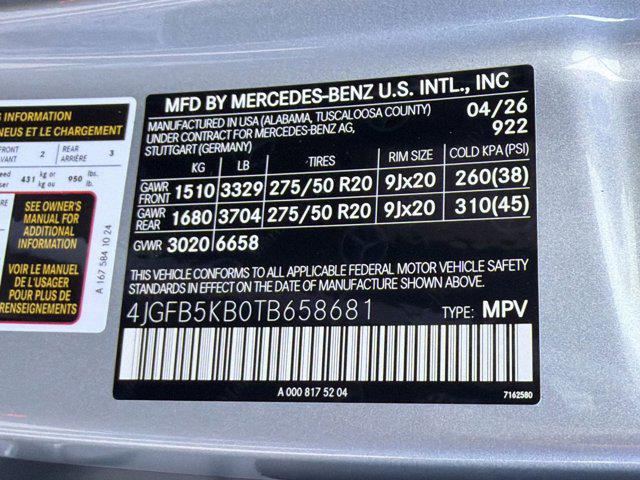 G INFORMATION
NEUS ET LE CHARGEMENT
FRONT
AVANT 2 REAR
ARRIÈRE 3
431 kg or
kg ou 950 lbs.
lb.
SEE OWNER'S
MANUAL FOR
ADDITIONAL
INFORMATION
VOIR LE MANUEL
DE L'USAGER
POUR PLUS DE
RENSEIGNEMENTS
A 167 584 10 24
MFD BY MERCEDES-BENZ U.S. INTL., INC
MANUFACTURED IN USA (ALABAMA, TUSCALOOSA COUNTY) 04/26
UNDER CONTRACT FOR MERCEDES-BENZ AG, 922
STUTTGART (GERMANY)
KG LB TIRES RIM SIZE COLD KPA (PSI)
GAWR
FRONT 1510 3329 275/50 R20 9Jx20 260(38)
GAWR
REAR 1680 3704 275/50 R20 9Jx20 310(45)
GVWR 3020 6658
THIS VEHICLE CONFORMS TO ALL APPLICABLE FEDERAL MOTOR VEHICLE SAFETY
STANDARDS IN EFFECT ON THE DATE OF MANUFACTURE SHOWN ABOVE.
4JGFB5KB0TB658681 TYPE: MPV
A 000 817 52 04 7162580